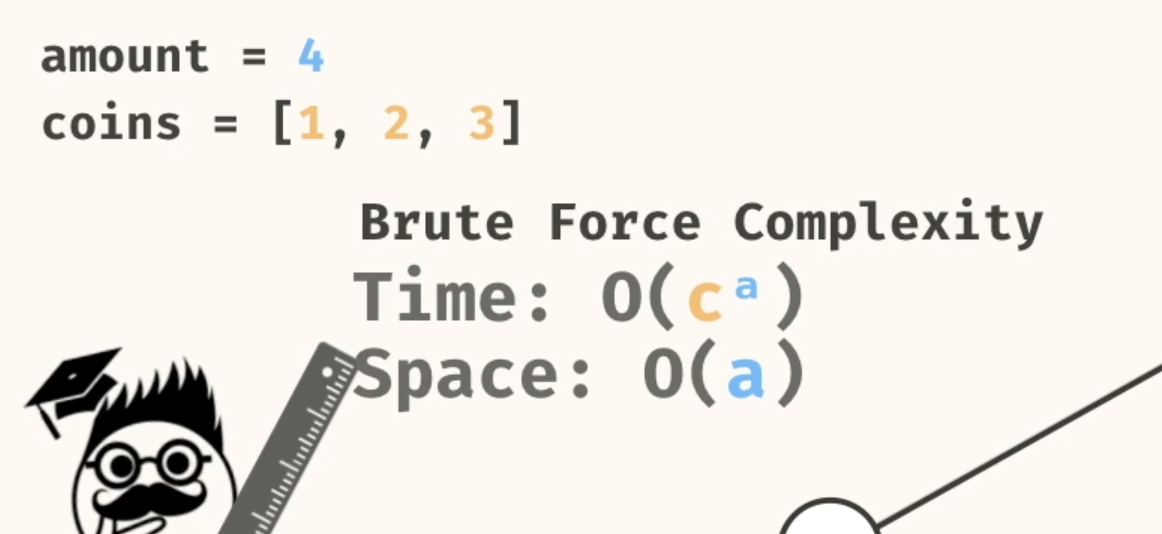 amount = 4
coins = [1, 2, 3]
Brute Force Complexity
Time: O(cᵃ)
Space: O(a)